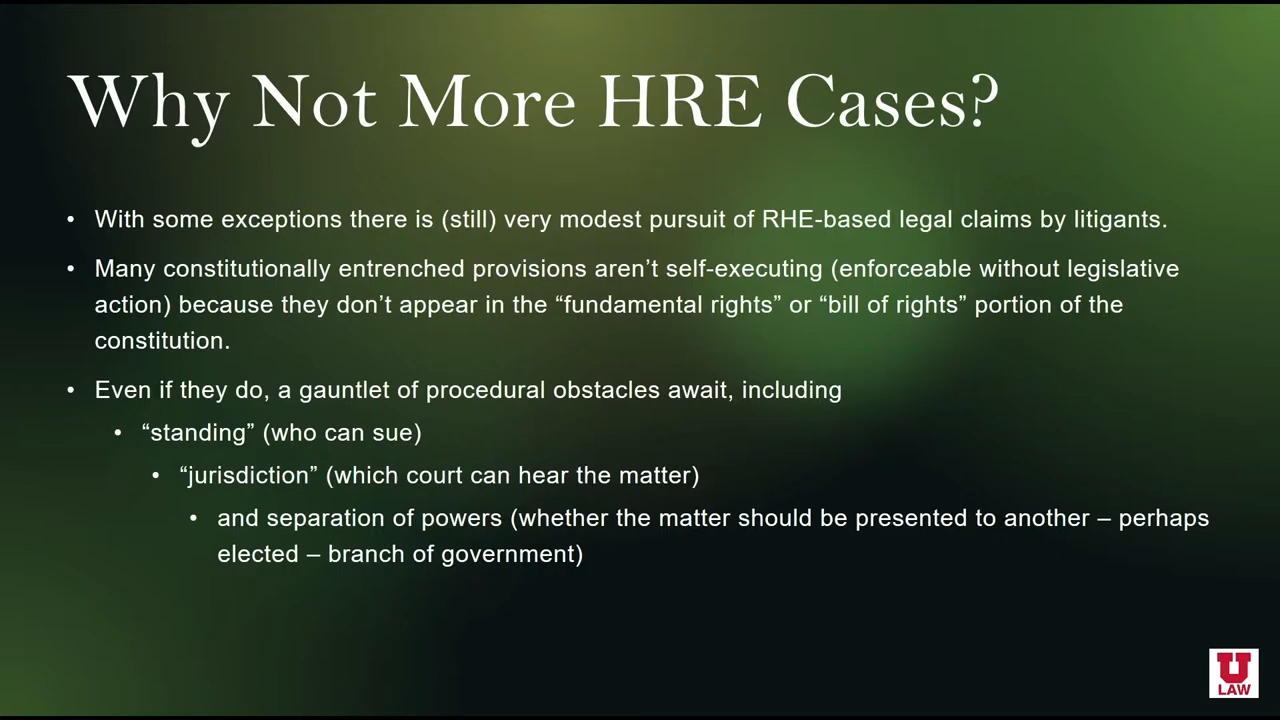 Why Not More HRE Cases?
• With some exceptions there is (still) very modest pursuit of RHE-based legal claims by litigants.
• Many constitutionally entrenched provisions aren’t self-executing (enforceable without legislative
action) because they don’t appear in the “fundamental rights” or “bill of rights” portion of the
constitution.
• Even if they do, a gauntlet of procedural obstacles await, including
• “standing” (who can sue)
• “jurisdiction” (which court can hear the matter)
• and separation of powers (whether the matter should be presented to another – perhaps
elected – branch of government)
U
LAW